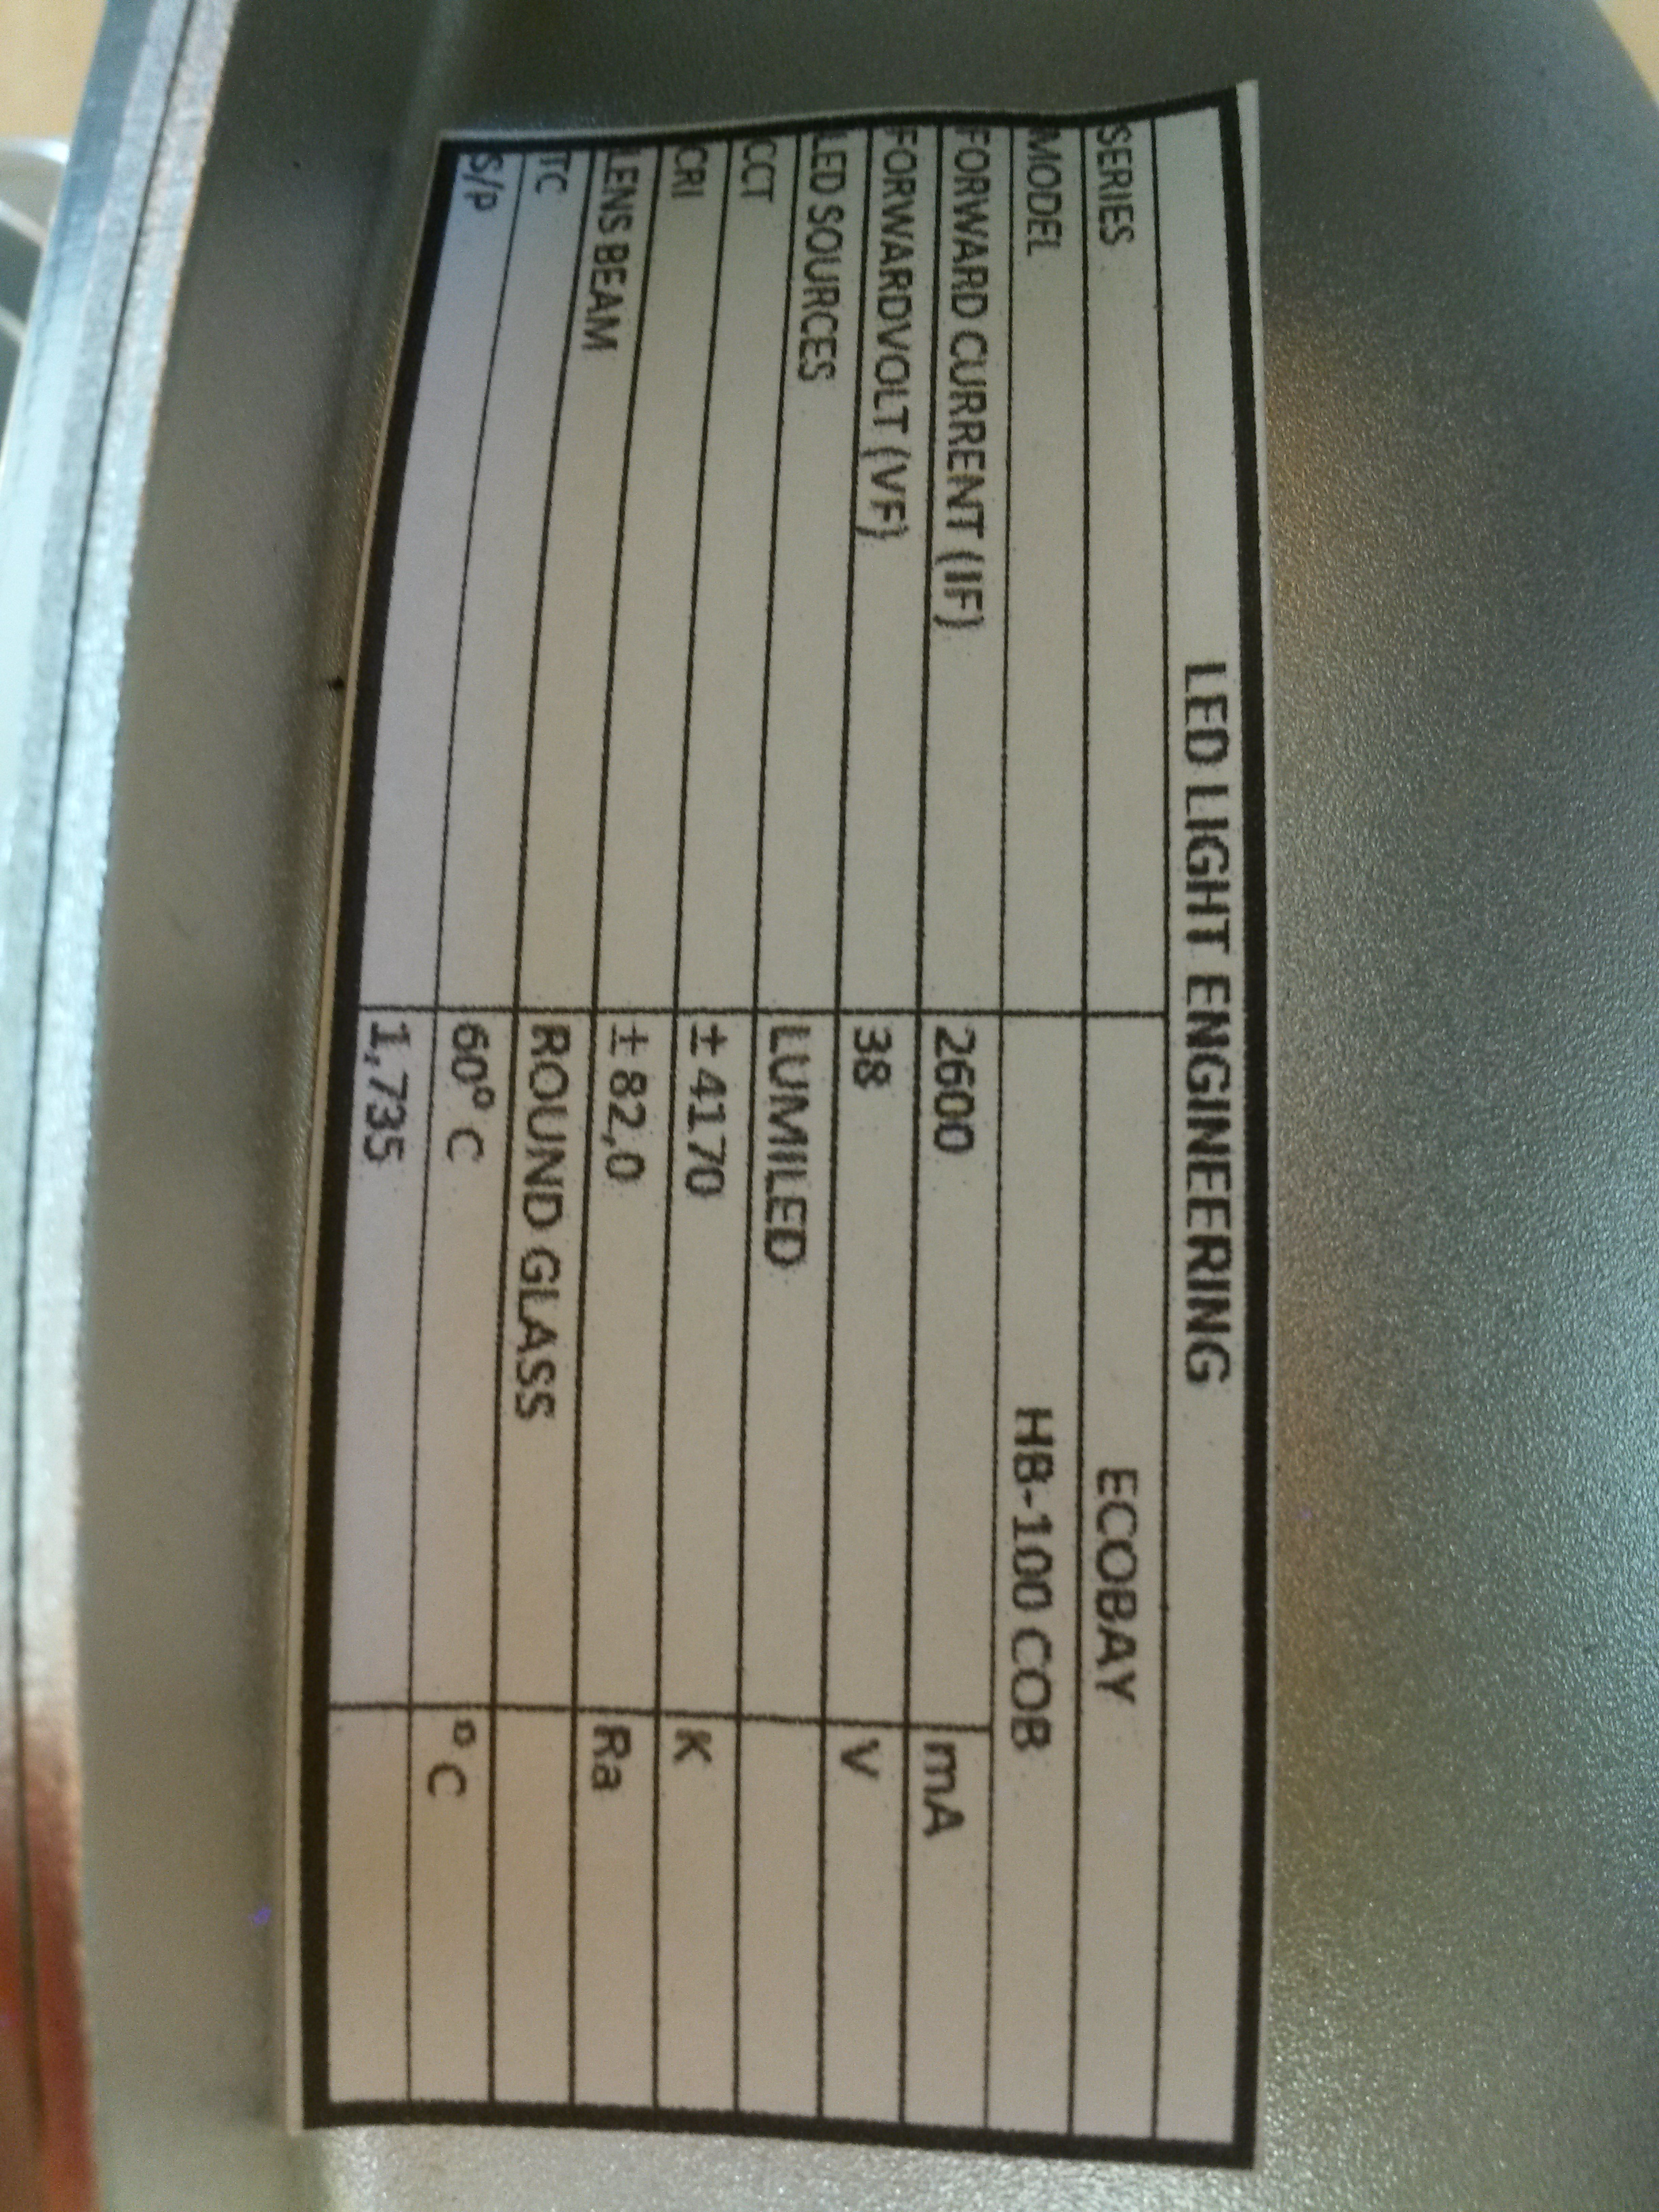 LED LIGHT ENGINEERING
SERIES ECOBAY
MODEL HB-100 COB
FORWARD CURRENT (IF) 2600 mA
FORWARDVOLT (VF) 38 V
LED SOURCES LUMILED
CCT ± 4170 K
CRI ± 82,0 Ra
LENS BEAM ROUND GLASS
TC 60° C °C
S/P 1,735